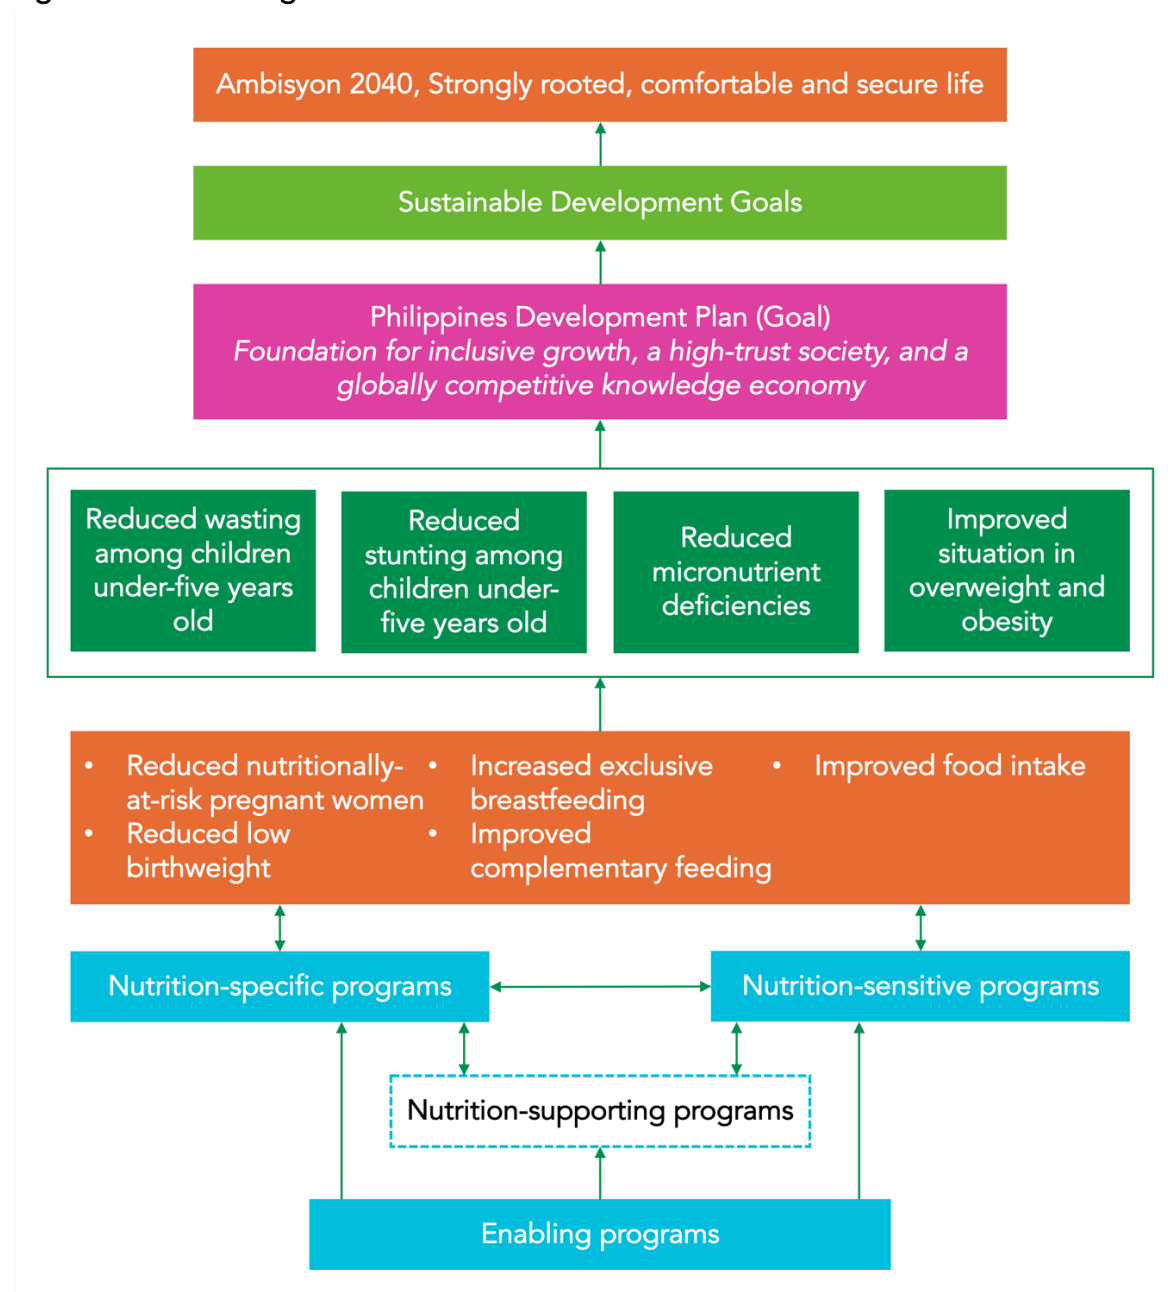 Ambisyon 2040, Strongly rooted, comfortable and secure life
Sustainable Development Goals
Philippines Development Plan (Goal)
Foundation for inclusive growth, a high-trust society, and a
globally competitive knowledge economy
Reduced wasting
among children
under-five years
old
Reduced
stunting among
children under-
five years old
Reduced
micronutrient
deficiencies
Improved
situation in
overweight and
obesity
• Reduced nutritionally-
at-risk pregnant women
• Reduced low
birthweight
• Increased exclusive
breastfeeding
• Improved
complementary feeding
• Improved food intake
Nutrition-specific programs
Nutrition-sensitive programs
Nutrition-supporting programs
Enabling programs